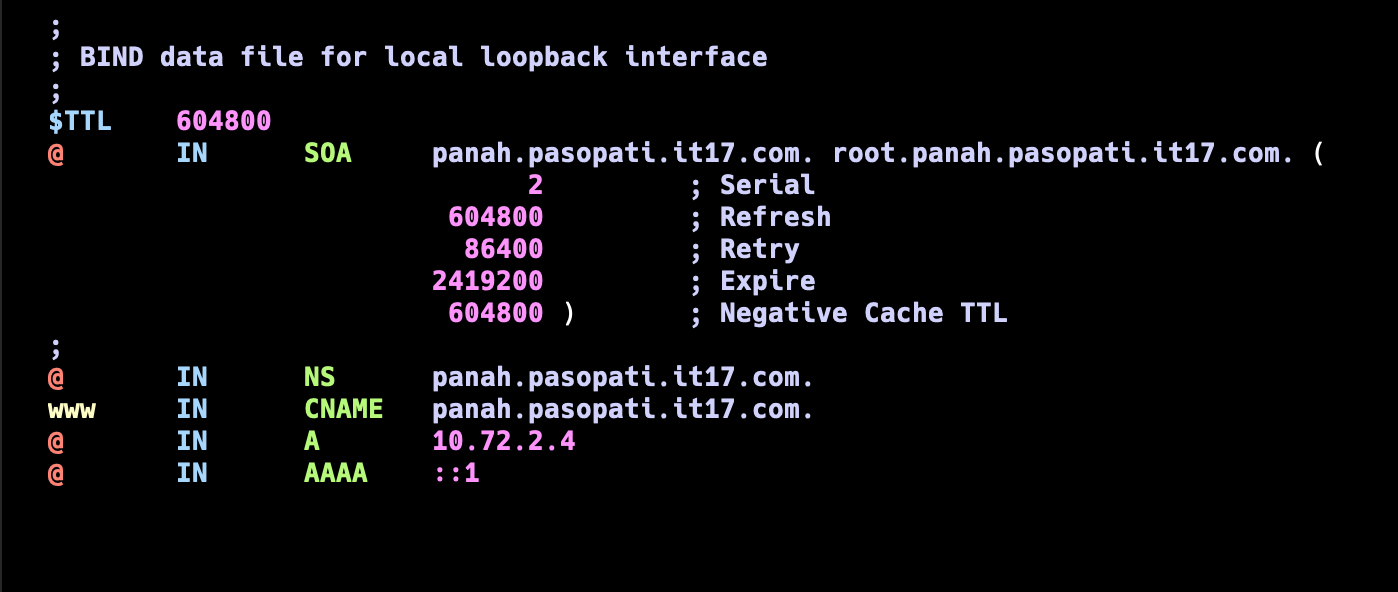 ;
; BIND data file for local loopback interface
;
$TTL    604800
@       IN      SOA     panah.pasopati.it17.com. root.panah.pasopati.it17.com. (
                              2         ; Serial
                         604800         ; Refresh
                          86400         ; Retry
                        2419200         ; Expire
                         604800 )       ; Negative Cache TTL
;
@       IN      NS      panah.pasopati.it17.com.
www     IN      CNAME   panah.pasopati.it17.com.
@       IN      A       10.72.2.4
@       IN      AAAA    ::1